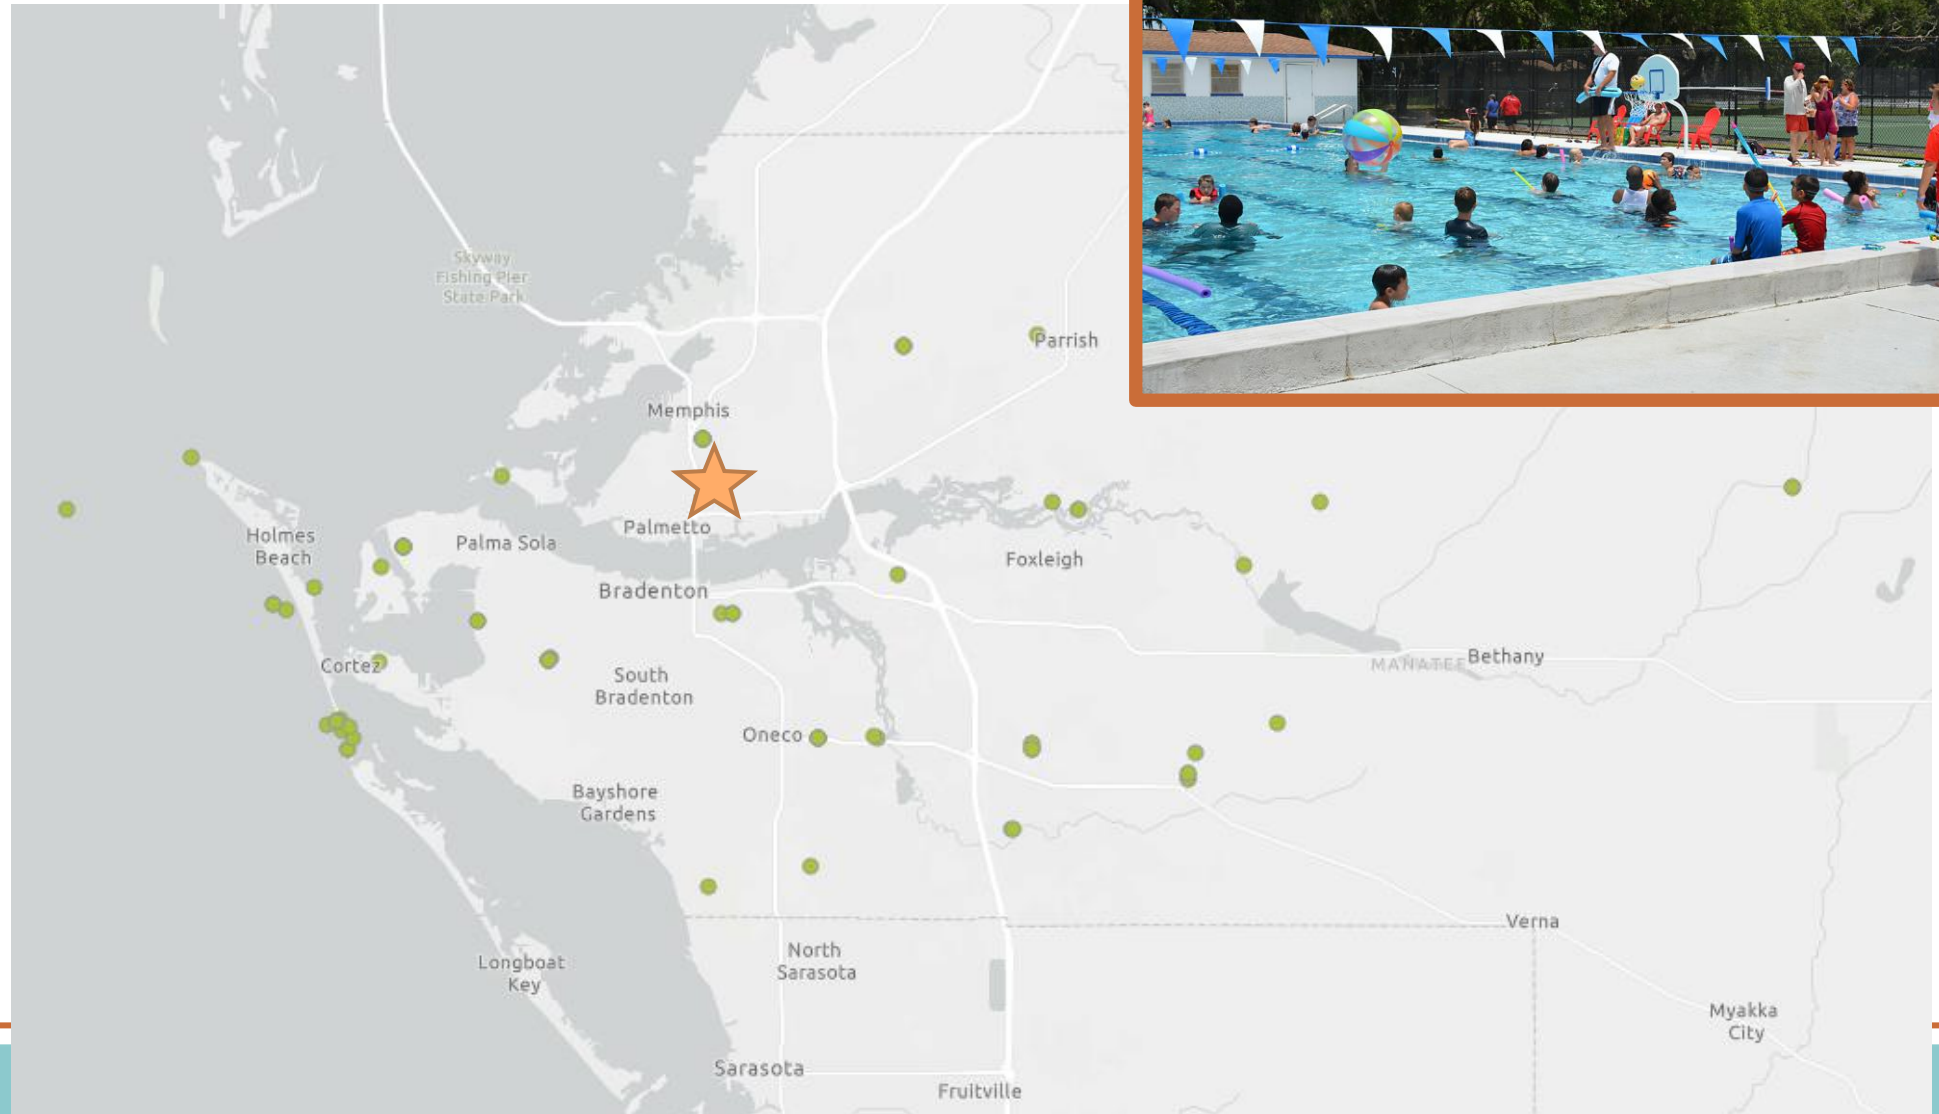 Skyway
Fishing Pier
State Park
Parrish
Memphis
Holmes
Beach
Palma Sola
Palmetto
Foxleigh
Bradenton
Cortez
South
Bradenton
MANATEE
Bethany
Oneco
Bayshore
Gardens
Verna
North
Sarasota
Longboat
Key
Myakka
City
Sarasota
Fruitville